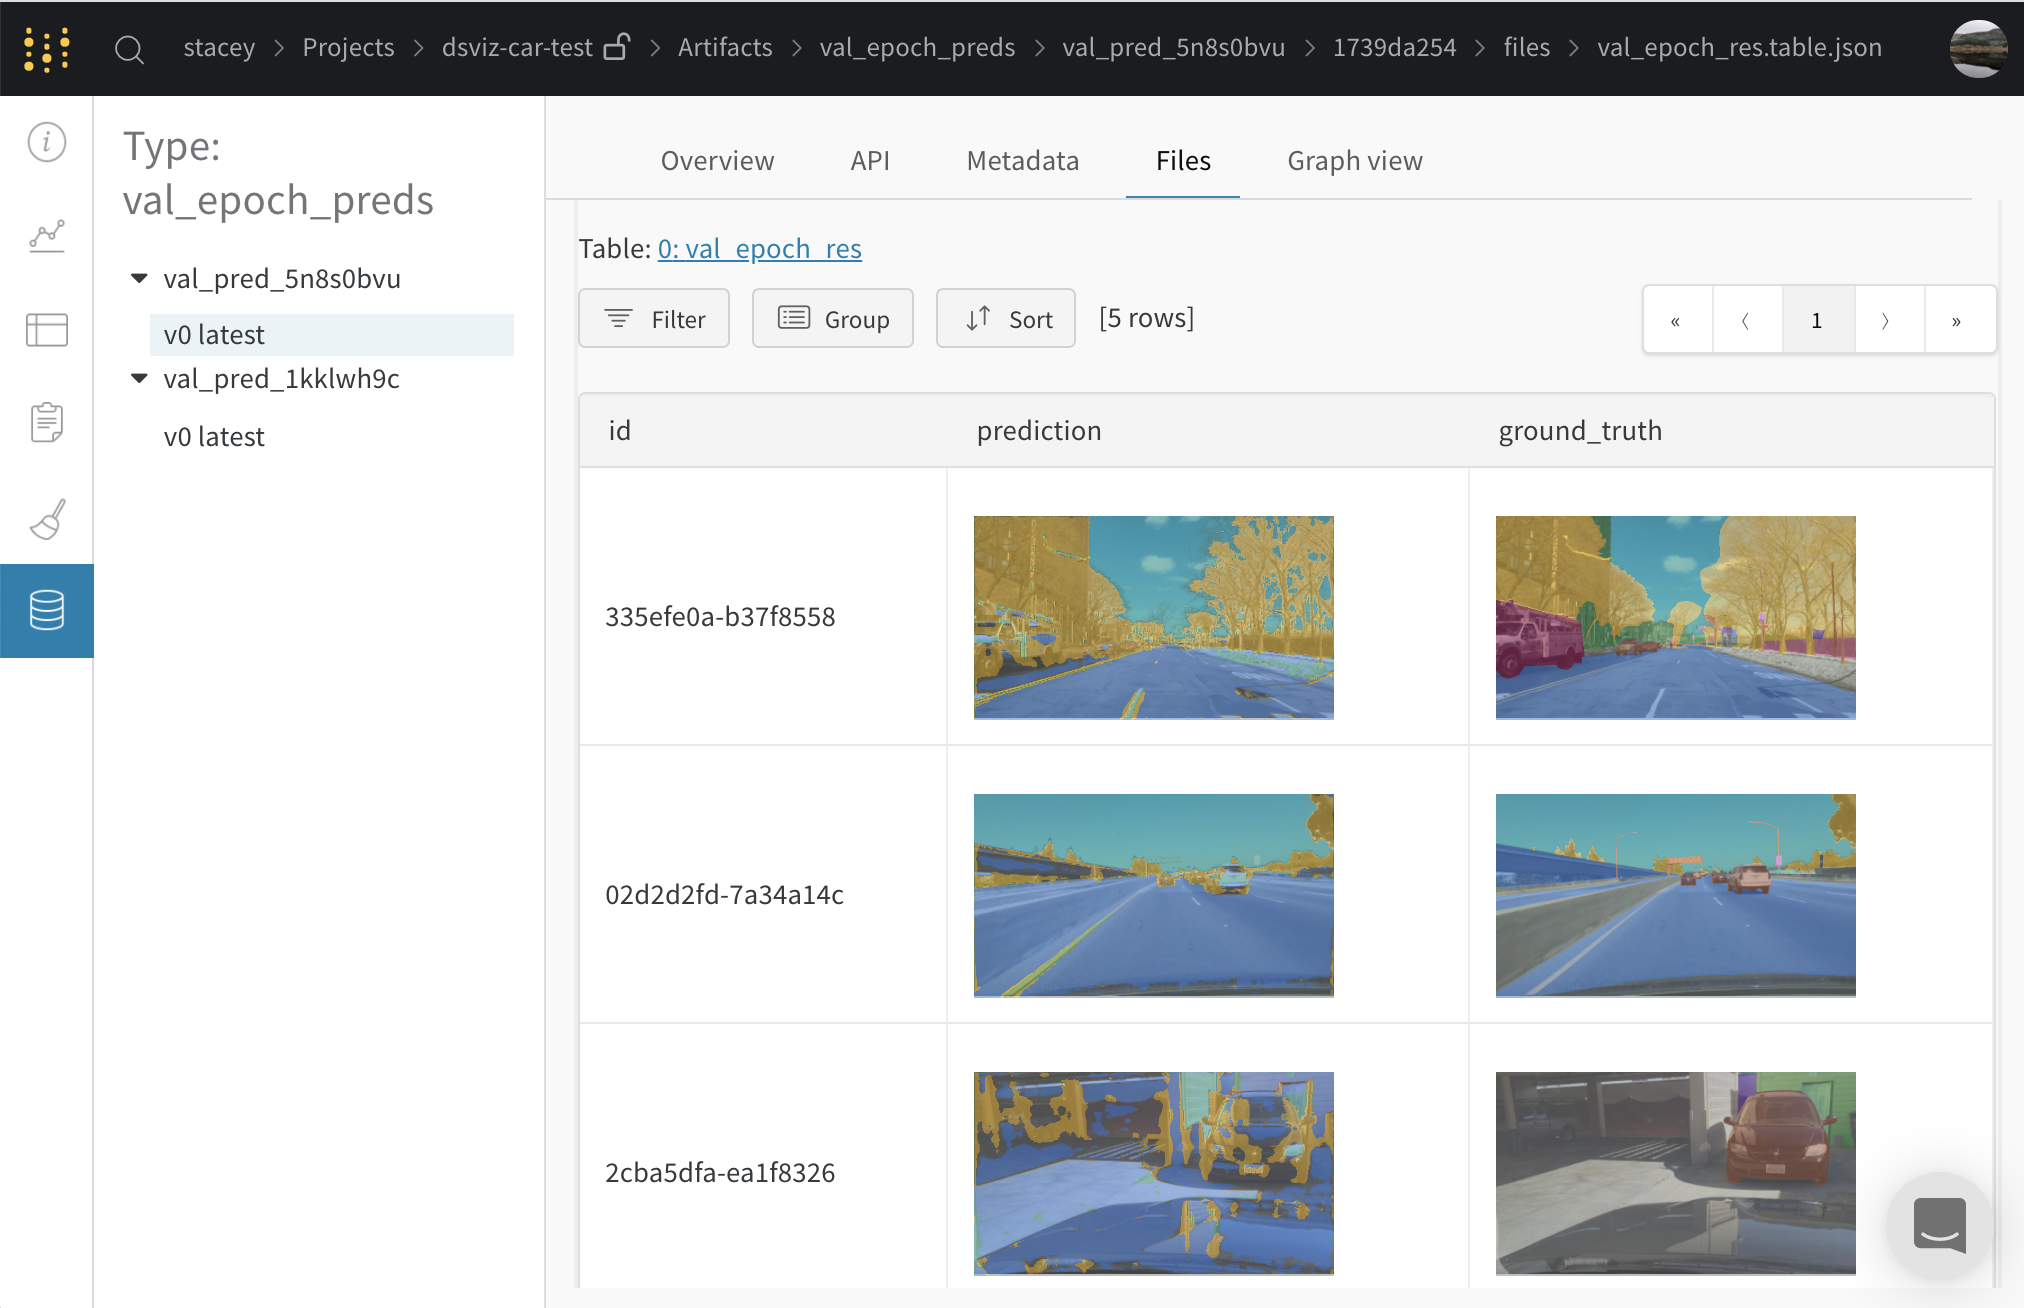 stacey > Projects > dsviz-car-test > Artifacts > val_epoch_preds > val_pred_5n8s0bvu > 1739da254 > files > val_epoch_res.table.json
Type:
val_epoch_preds
val_pred_5n8s0bvu
v0 latest
val_pred_1kklwh9c
v0 latest
Overview API Metadata Files Graph view
Table: 0: val_epoch_res
Filter Group Sort [5 rows] « 〈 1 〉 »
id prediction ground_truth
335efe0a-b37f8558
02d2d2fd-7a34a14c
2cba5dfa-ea1f8326